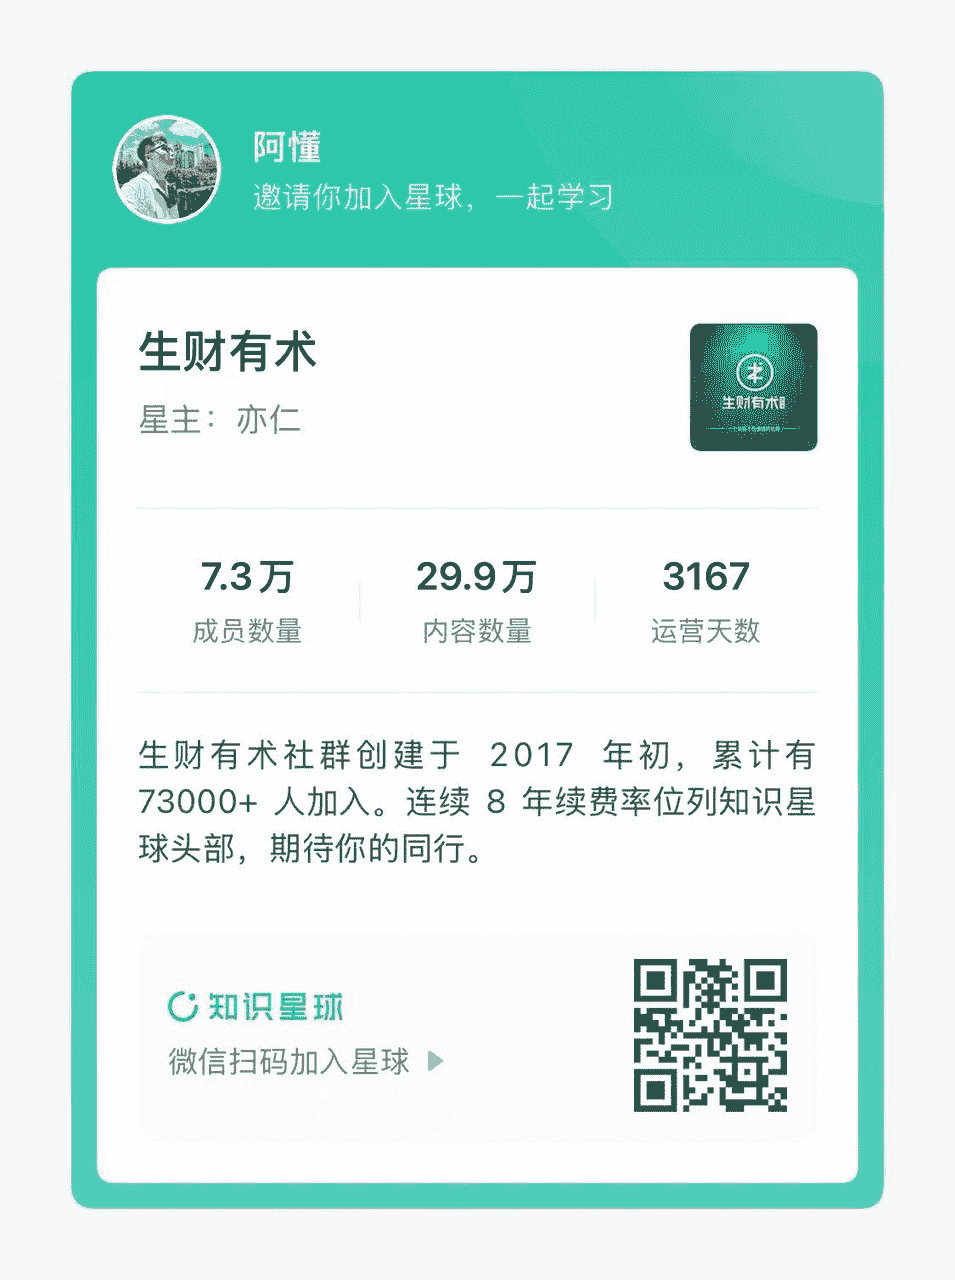 阿懂
邀请你加入星球，一起学习
生财有术
星主：亦仁
生财有术
7.3万
29.9万
3167
成员数量
内容数量
运营天数
生财有术社群创建于 2017 年初，累计有
73000+ 人加入。连续 8 年续费率位列知识星
球头部，期待你的同行。
知识星球
微信扫码加入星球